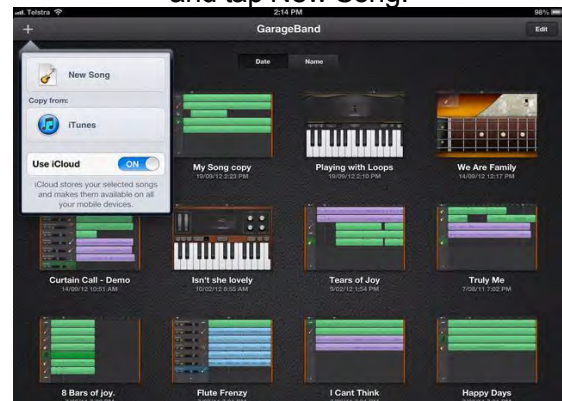 and tap New Song.
Telstra 2:14 PM 98%
+ GarageBand Edit
Date Name
New Song
Copy from:
iTunes
Use iCloud ON
iCloud stores your selected songs
and makes them available on all
your mobile devices.
My Song copy Playing with Loops We Are Family
19/09/12 2:23 PM 19/09/12 2:10 PM 14/09/12 12:17 PM
Curtain Call - Demo Isn't she lovely Tears of Joy Truly Me
14/09/12 10:51 AM 10/02/12 0:55 AM 9/02/12 1:54 PM 7/08/11 7:02 PM
8 Bars of joy. Flute Frenzy I Cant Think Happy Days